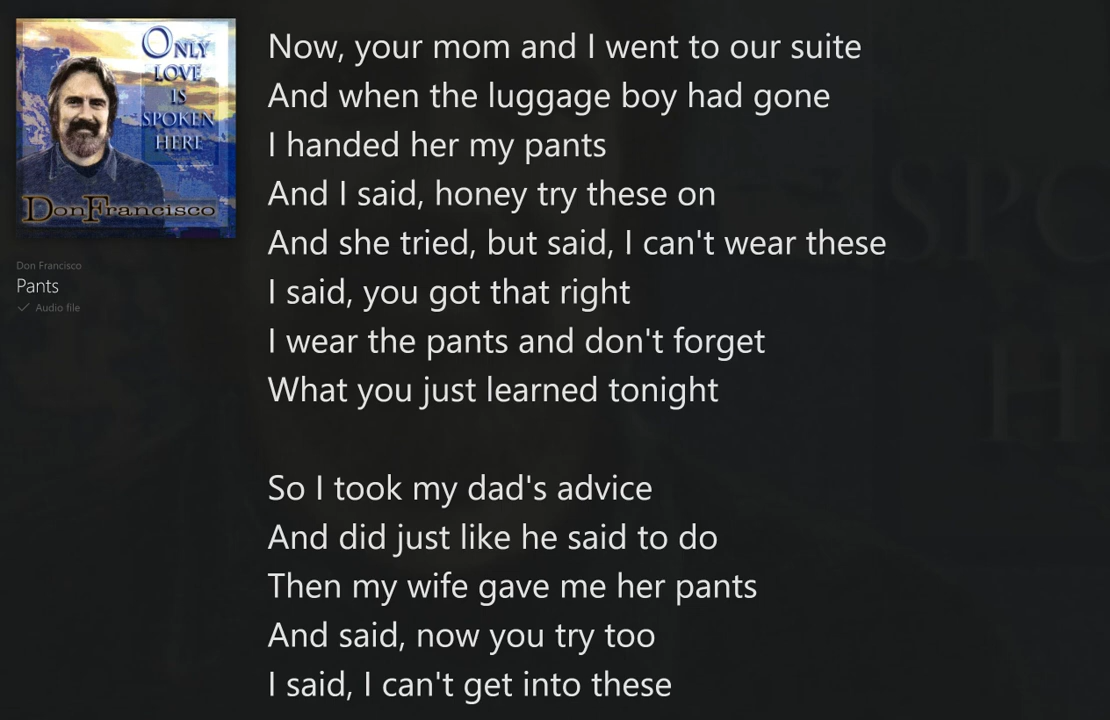 ONLY
LOVE
IS
SPOKEN
HERE
DonFrancisco
Don Francisco
Pants
Audio file
Now, your mom and I went to our suite
And when the luggage boy had gone
I handed her my pants
And I said, honey try these on
And she tried, but said, I can't wear these
I said, you got that right
I wear the pants and don't forget
What you just learned tonight
So I took my dad's advice
And did just like he said to do
Then my wife gave me her pants
And said, now you try too
I said, I can't get into these
SPO
H